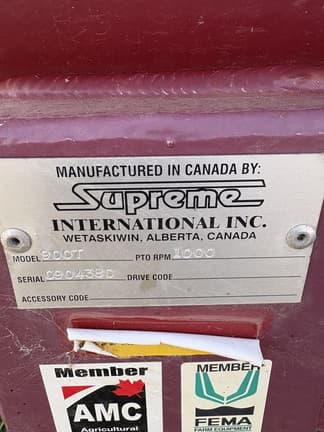 MANUFACTURED IN CANADA BY:
Supreme
INTERNATIONAL INC.
WETASKIWIN, ALBERTA, CANADA
MODEL 900T PTO RPM 1000
SERIAL C90438C DRIVE CODE
ACCESSORY CODE
Member
AMC
Agricultural
MEMBER
FEMA
FARM EQUIPMENT